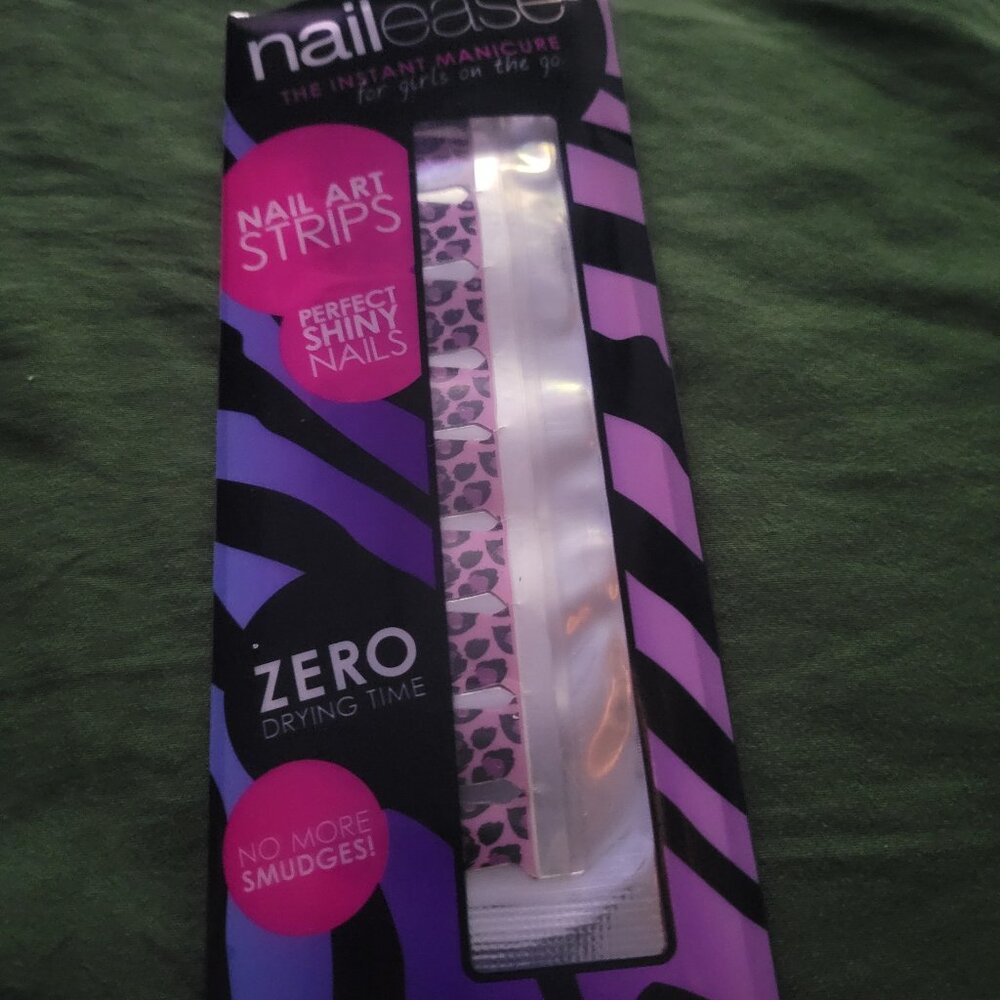 nailease
THE INSTANT MANICURE
for girls on the go
NAIL ART
STRIPS
PERFECT
SHINY
NAILS
ZERO
DRYING TIME
NO MORE
SMUDGES!